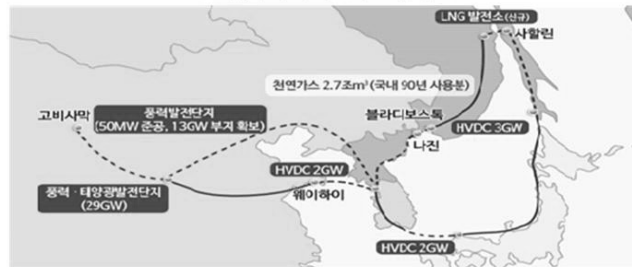 LNG 발전소(신규)
사할린
천연가스 2.7조m³(국내 90년 사용분)
고비사막
풍력발전단지
(50MW 준공, 13GW 부지 확보)
블라디보스톡
나진
HVDC 3GW
HVDC 2GW
웨이하이
풍력·태양광발전단지
(29GW)
HVDC 2GW